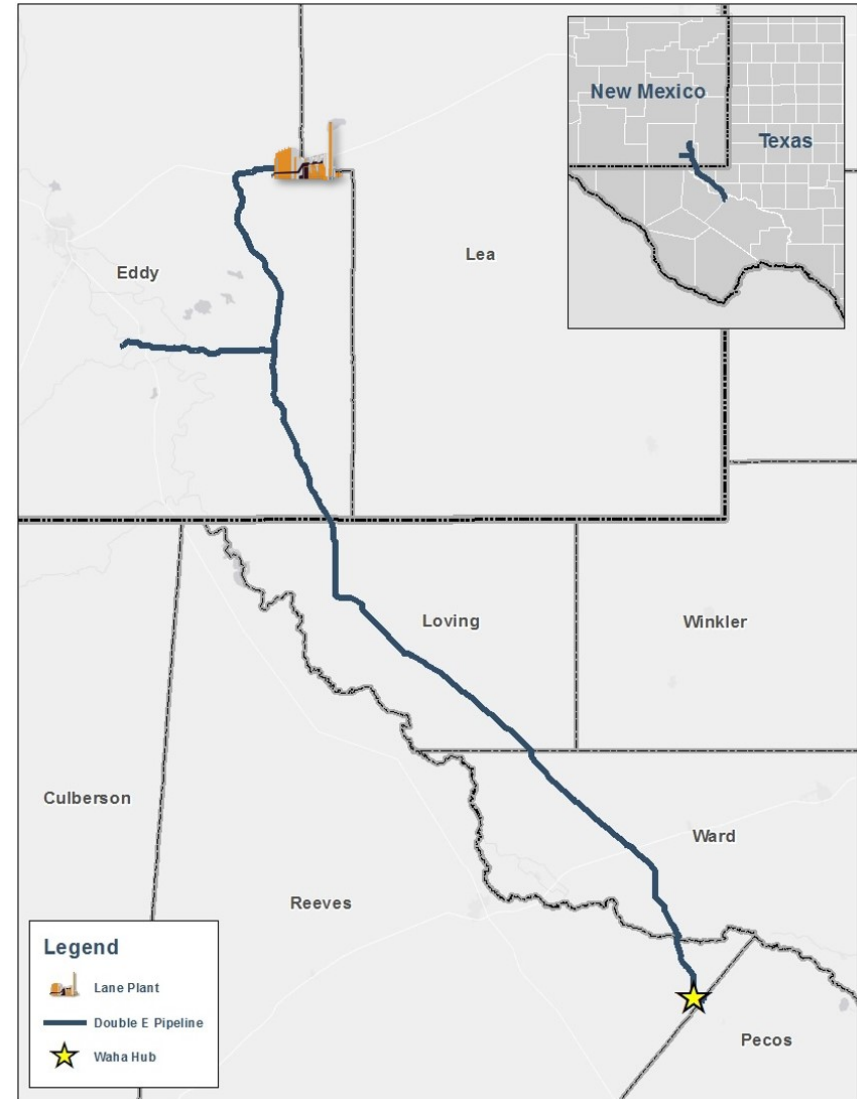 New Mexico
Texas
Eddy
Lea
Loving
Winkler
Culberson
Ward
Reeves
Pecos
Legend
Lane Plant
Double E Pipeline
Waha Hub